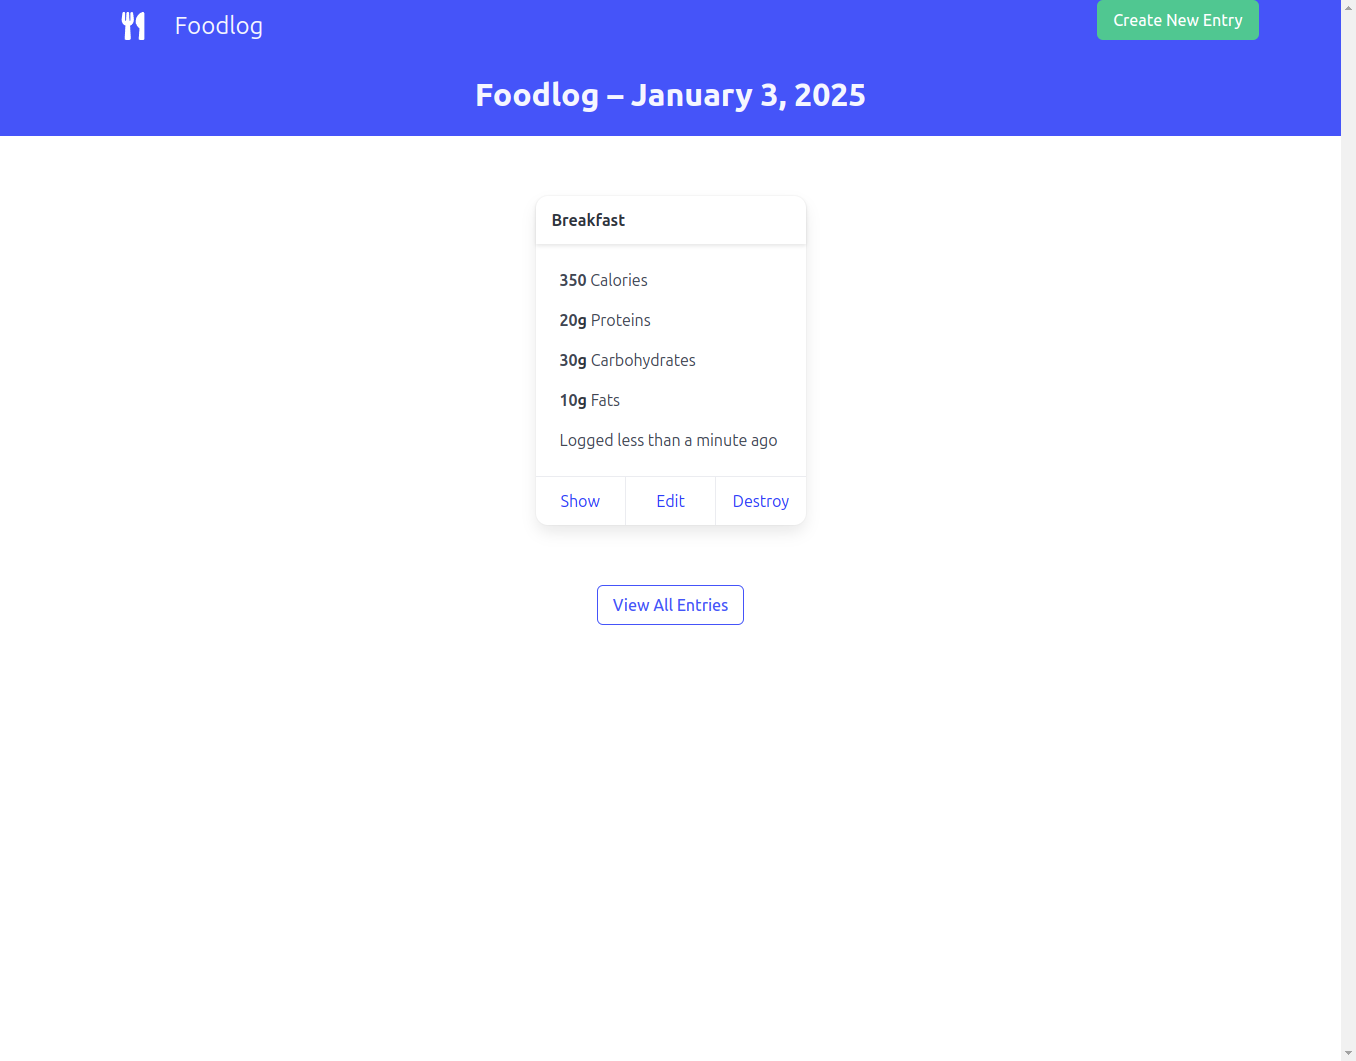 Foodlog
Create New Entry
Foodlog – January 3, 2025
Breakfast
350 Calories
20g Proteins
30g Carbohydrates
10g Fats
Logged less than a minute ago
Show Edit Destroy
View All Entries